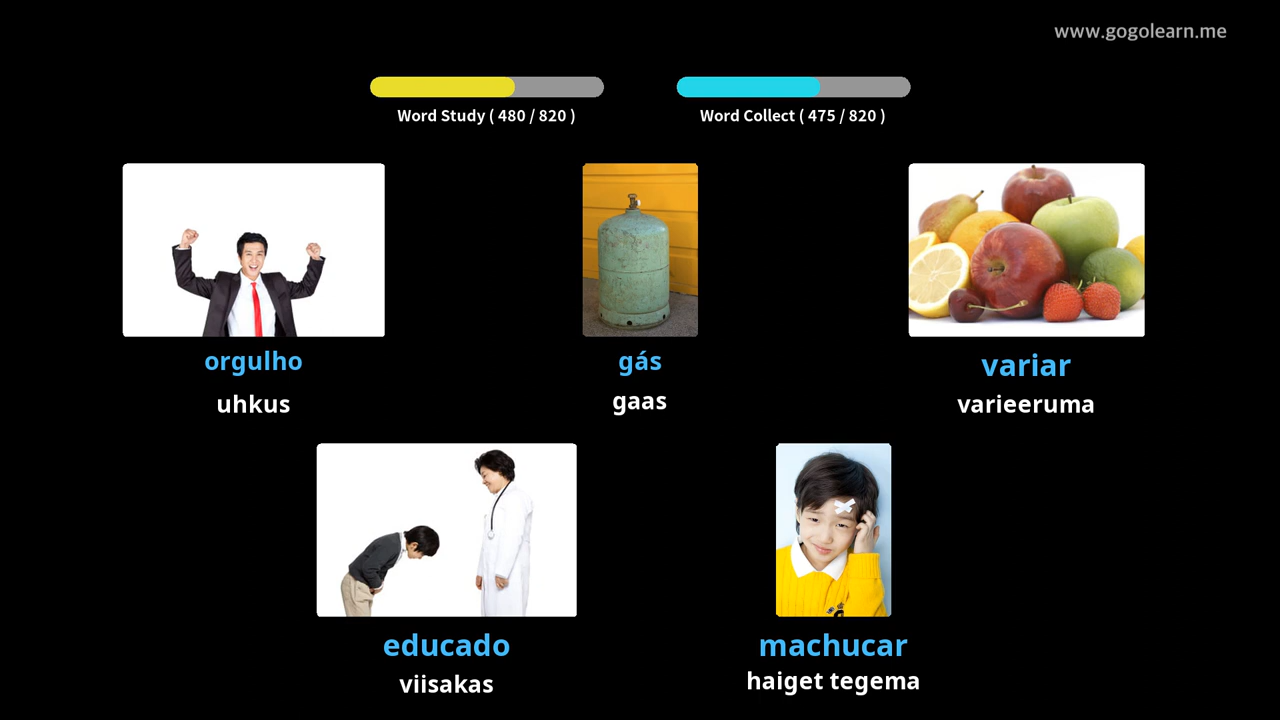 www.gogolearn.me
Word Study ( 480 / 820 )
Word Collect ( 475 / 820 )
orgulho
uhkus
gás
gaas
variar
varieeruma
educado
viisakas
machucar
haiget tegema